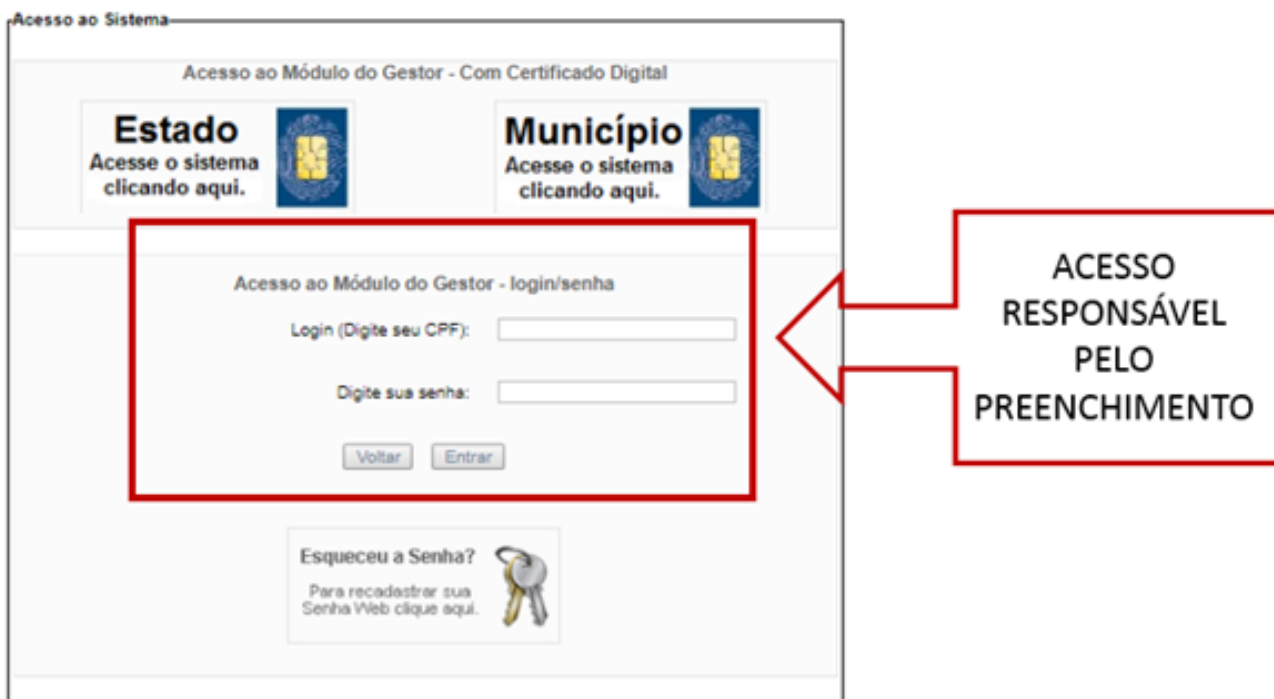 Acesso ao Sistema
Acesso ao Módulo do Gestor - Com Certificado Digital
Estado
Acesse o sistema
clicando aqui.
Município
Acesse o sistema
clicando aqui.
Acesso ao Módulo do Gestor - login/senha
Login (Digite seu CPF):
Digite sua senha:
Voltar
Entrar
Esqueceu a Senha?
Para recadastrar sua
Senha Web clique aqui.
ACESSO
RESPONSÁVEL
PELO
PREENCHIMENTO